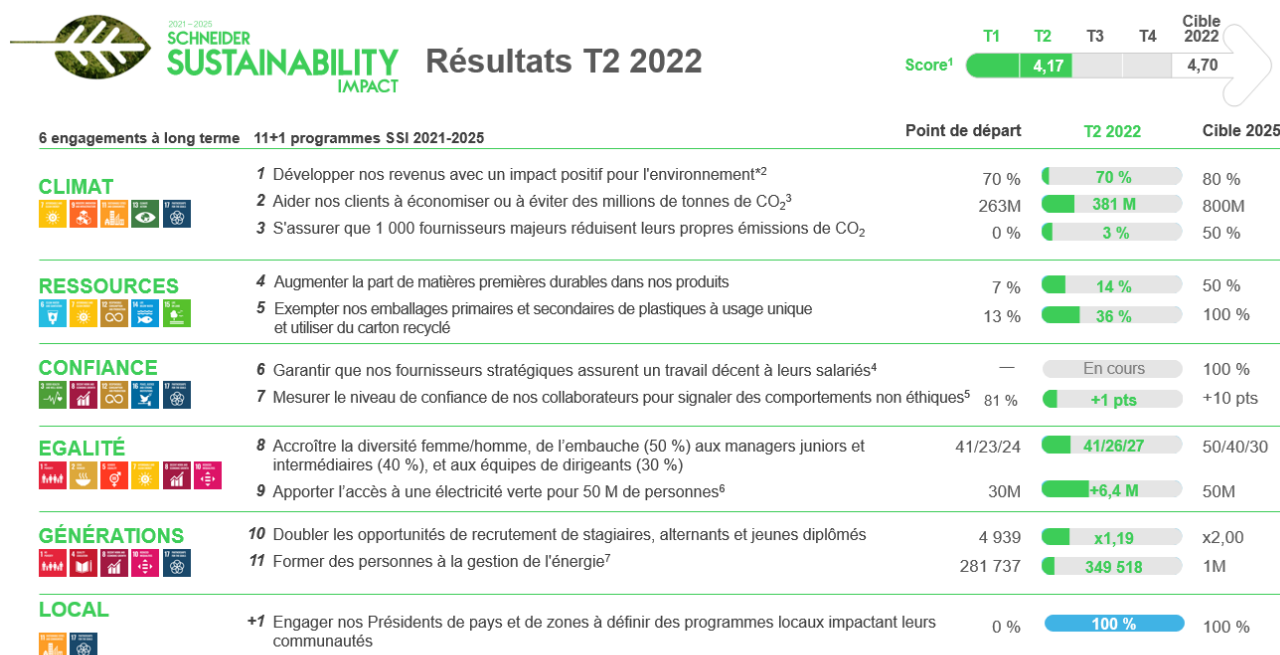 2021–2025
SCHNEIDER
SUSTAINABILITY
IMPACT
Résultats T2 2022
T1 T2 T3 T4 Cible 2022
Score¹ 4,17 4,70
6 engagements à long terme 11+1 programmes SSI 2021-2025 Point de départ T2 2022 Cible 2025
CLIMAT
1 Développer nos revenus avec un impact positif pour l'environnement*² 70 % 70 % 80 %
2 Aider nos clients à économiser ou à éviter des millions de tonnes de CO₂³ 263M 381 M 800M
3 S'assurer que 1 000 fournisseurs majeurs réduisent leurs propres émissions de CO₂ 0 % 3 % 50 %
RESSOURCES
4 Augmenter la part de matières premières durables dans nos produits 7 % 14 % 50 %
5 Exempter nos emballages primaires et secondaires de plastiques à usage unique
et utiliser du carton recyclé 13 % 36 % 100 %
CONFIANCE
6 Garantir que nos fournisseurs stratégiques assurent un travail décent à leurs salariés⁴ — En cours 100 %
7 Mesurer le niveau de confiance de nos collaborateurs pour signaler des comportements non éthiques⁵ 81 % +1 pts +10 pts
EGALITÉ
8 Accroître la diversité femme/homme, de l’embauche (50 %) aux managers juniors et
intermédiaires (40 %), et aux équipes de dirigeants (30 %) 41/23/24 41/26/27 50/40/30
9 Apporter l’accès à une électricité verte pour 50 M de personnes⁶ 30M +6,4 M 50M
GÉNÉRATIONS
10 Doubler les opportunités de recrutement de stagiaires, alternants et jeunes diplômés 4 939 x1,19 x2,00
11 Former des personnes à la gestion de l'énergie⁷ 281 737 349 518 1M
LOCAL
+1 Engager nos Présidents de pays et de zones à définir des programmes locaux impactant leurs
communautés 0 % 100 % 100 %